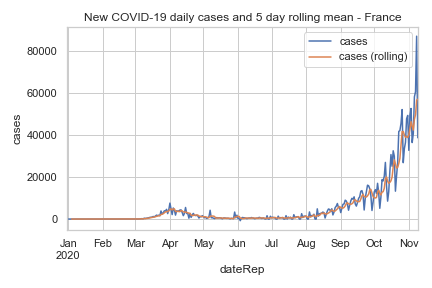 New COVID-19 daily cases and 5 day rolling mean - France
cases
cases (rolling)
80000
60000
40000
20000
0
cases
Jan Feb Mar Apr May Jun Jul Aug Sep Oct Nov
2020
dateRep